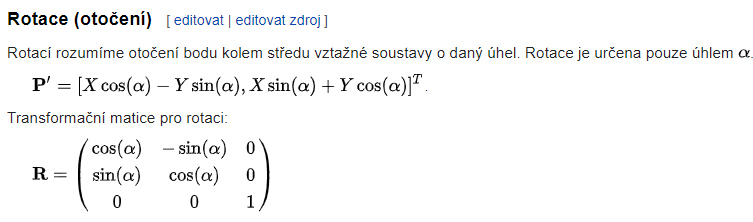 Rotace (otočení) [ editovat | editovat zdroj ]
Rotací rozumíme otočení bodu kolem středu vztažné soustavy o daný úhel. Rotace je určena pouze úhlem α.
P′ = [X cos(α) − Y sin(α), X sin(α) + Y cos(α)]ᵀ.
Transformační matice pro rotaci:
cos(α) − sin(α) 0
R = sin(α) cos(α) 0
0 0 1